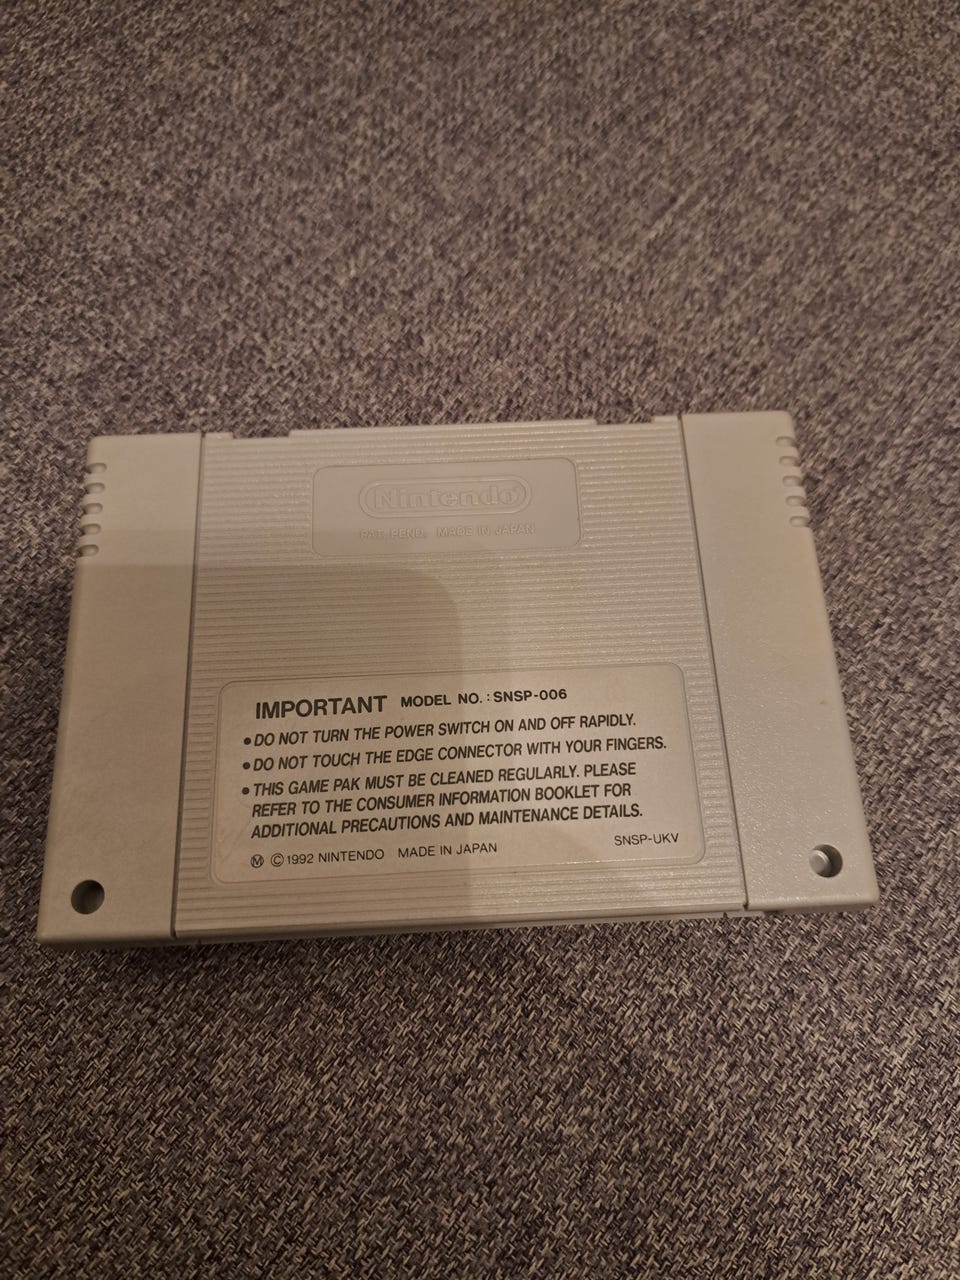 Nintendo®
PAT. PEND. MADE IN JAPAN
IMPORTANT MODEL NO.: SNSP-006
• DO NOT TURN THE POWER SWITCH ON AND OFF RAPIDLY.
• DO NOT TOUCH THE EDGE CONNECTOR WITH YOUR FINGERS.
• THIS GAME PAK MUST BE CLEANED REGULARLY. PLEASE
REFER TO THE CONSUMER INFORMATION BOOKLET FOR
ADDITIONAL PRECAUTIONS AND MAINTENANCE DETAILS.
SNSP-UKV
Ⓜ ©1992 NINTENDO MADE IN JAPAN